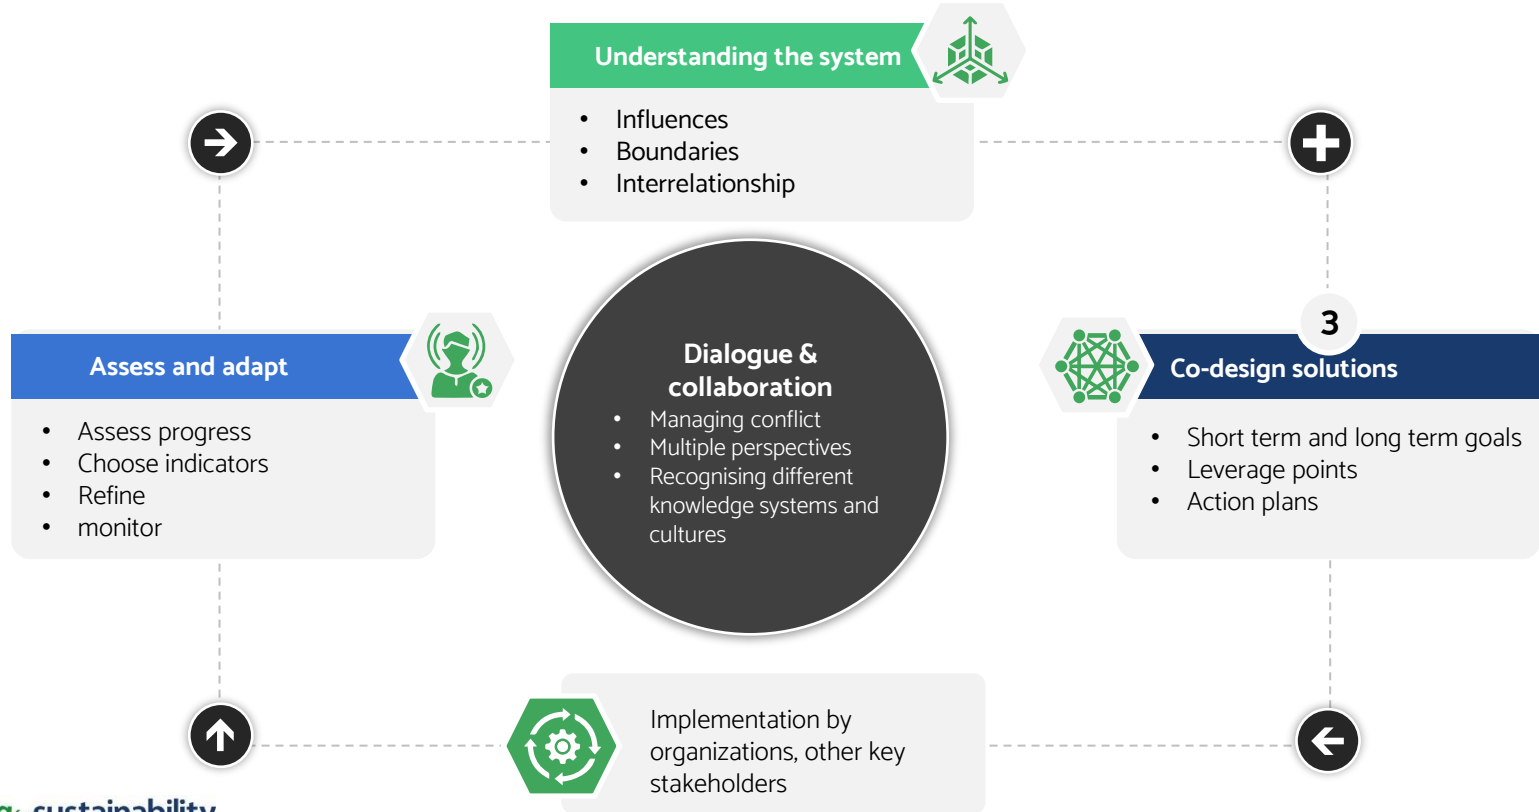 Understanding the system
• Influences
• Boundaries
• Interrelationship
Assess and adapt
• Assess progress
• Choose indicators
• Refine
• monitor
Dialogue &
collaboration
• Managing conflict
• Multiple perspectives
• Recognising different
knowledge systems and
cultures
3
Co-design solutions
• Short term and long term goals
• Leverage points
• Action plans
Implementation by
organizations, other key
stakeholders
sustainability